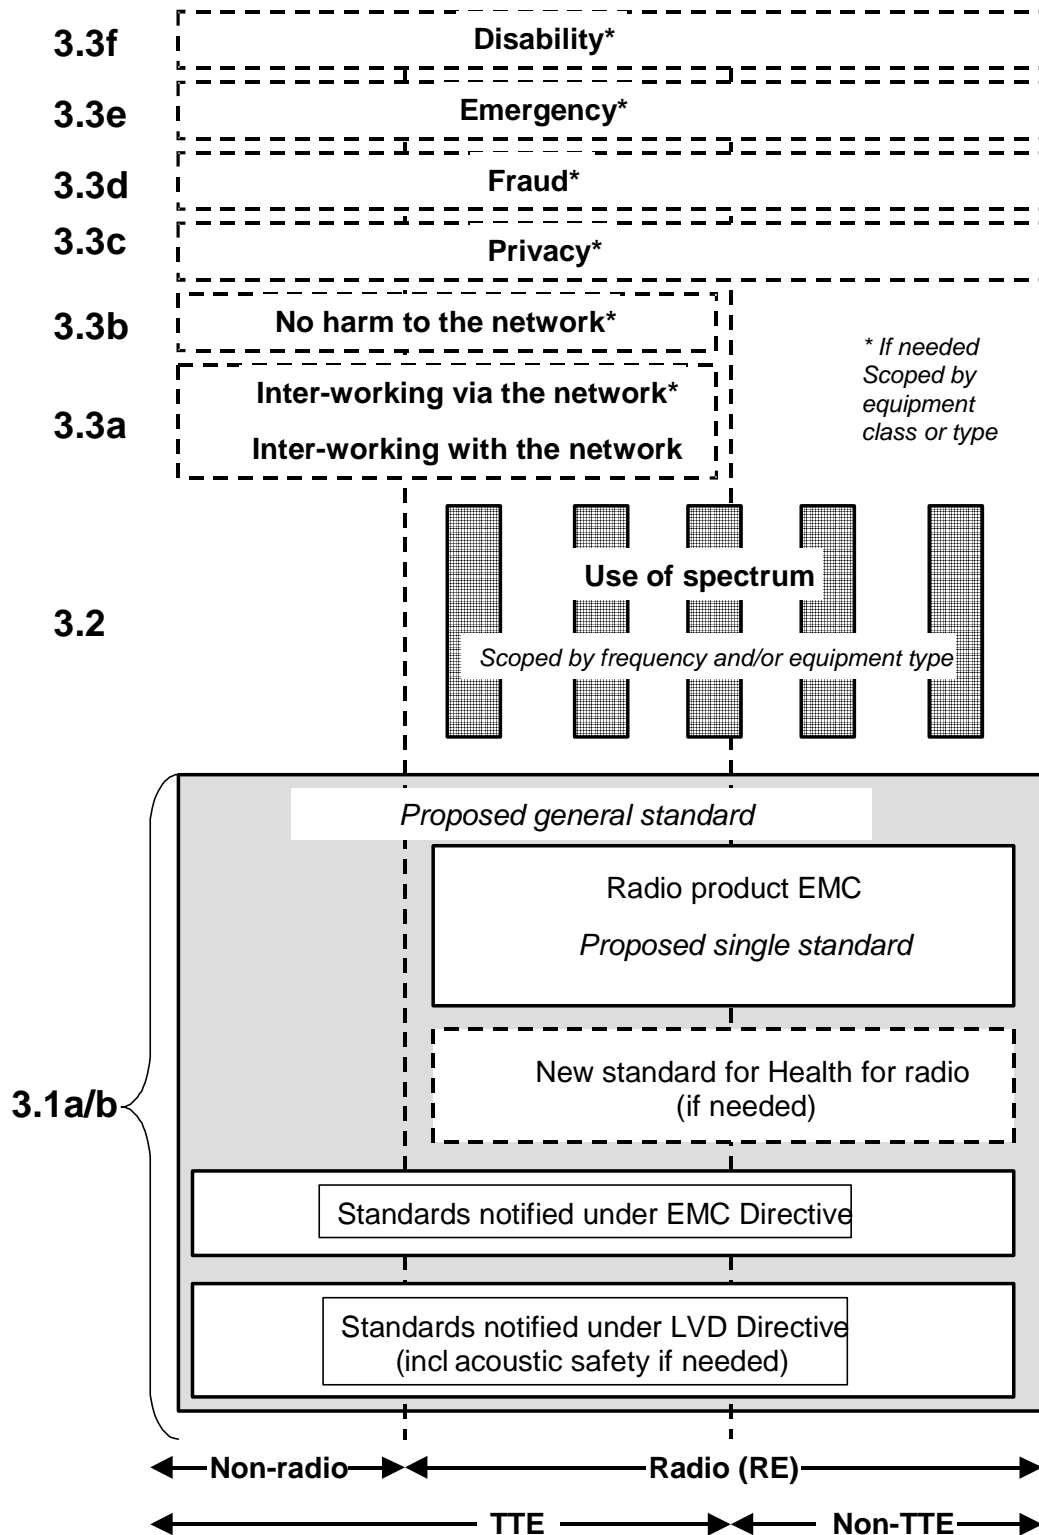 3.3f
Disability*
3.3e
Emergency*
3.3d
Fraud*
3.3c
Privacy*
3.3b
No harm to the network*
* If needed
Scoped by
equipment
class or type
3.3a
Inter-working via the network*
Inter-working with the network
3.2
Use of spectrum
Scoped by frequency and/or equipment type
3.1a/b
Proposed general standard
Radio product EMC
Proposed single standard
New standard for Health for radio
(if needed)
Standards notified under EMC Directive
Standards notified under LVD Directive
(incl acoustic safety if needed)
Non-radio
Radio (RE)
TTE
Non-TTE